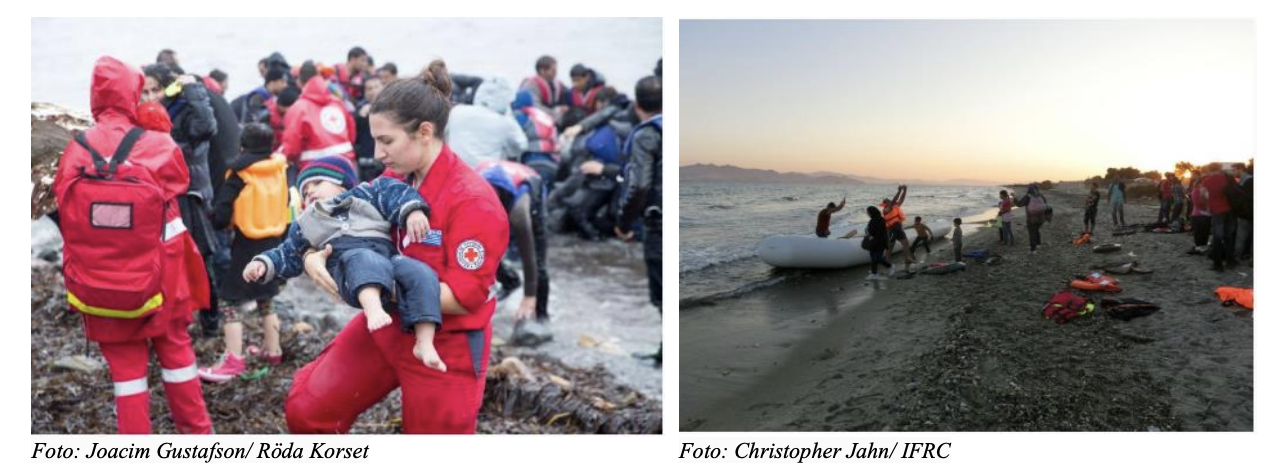 Foto: Joacim Gustafson/ Röda Korset
Foto: Christopher Jahn/ IFRC